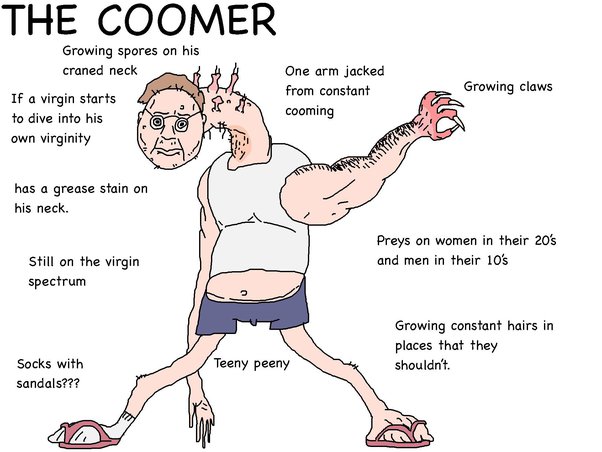 THE COOMER
Growing spores on his
craned neck
One arm jacked
from constant
cooming
Growing claws
If a virgin starts
to dive into his
own virginity
has a grease stain on
his neck.
Preys on women in their 20's
and men in their 10's
Still on the virgin
spectrum
Growing constant hairs in
places that they
shouldn't.
Socks with
sandals???
Teeny peeny